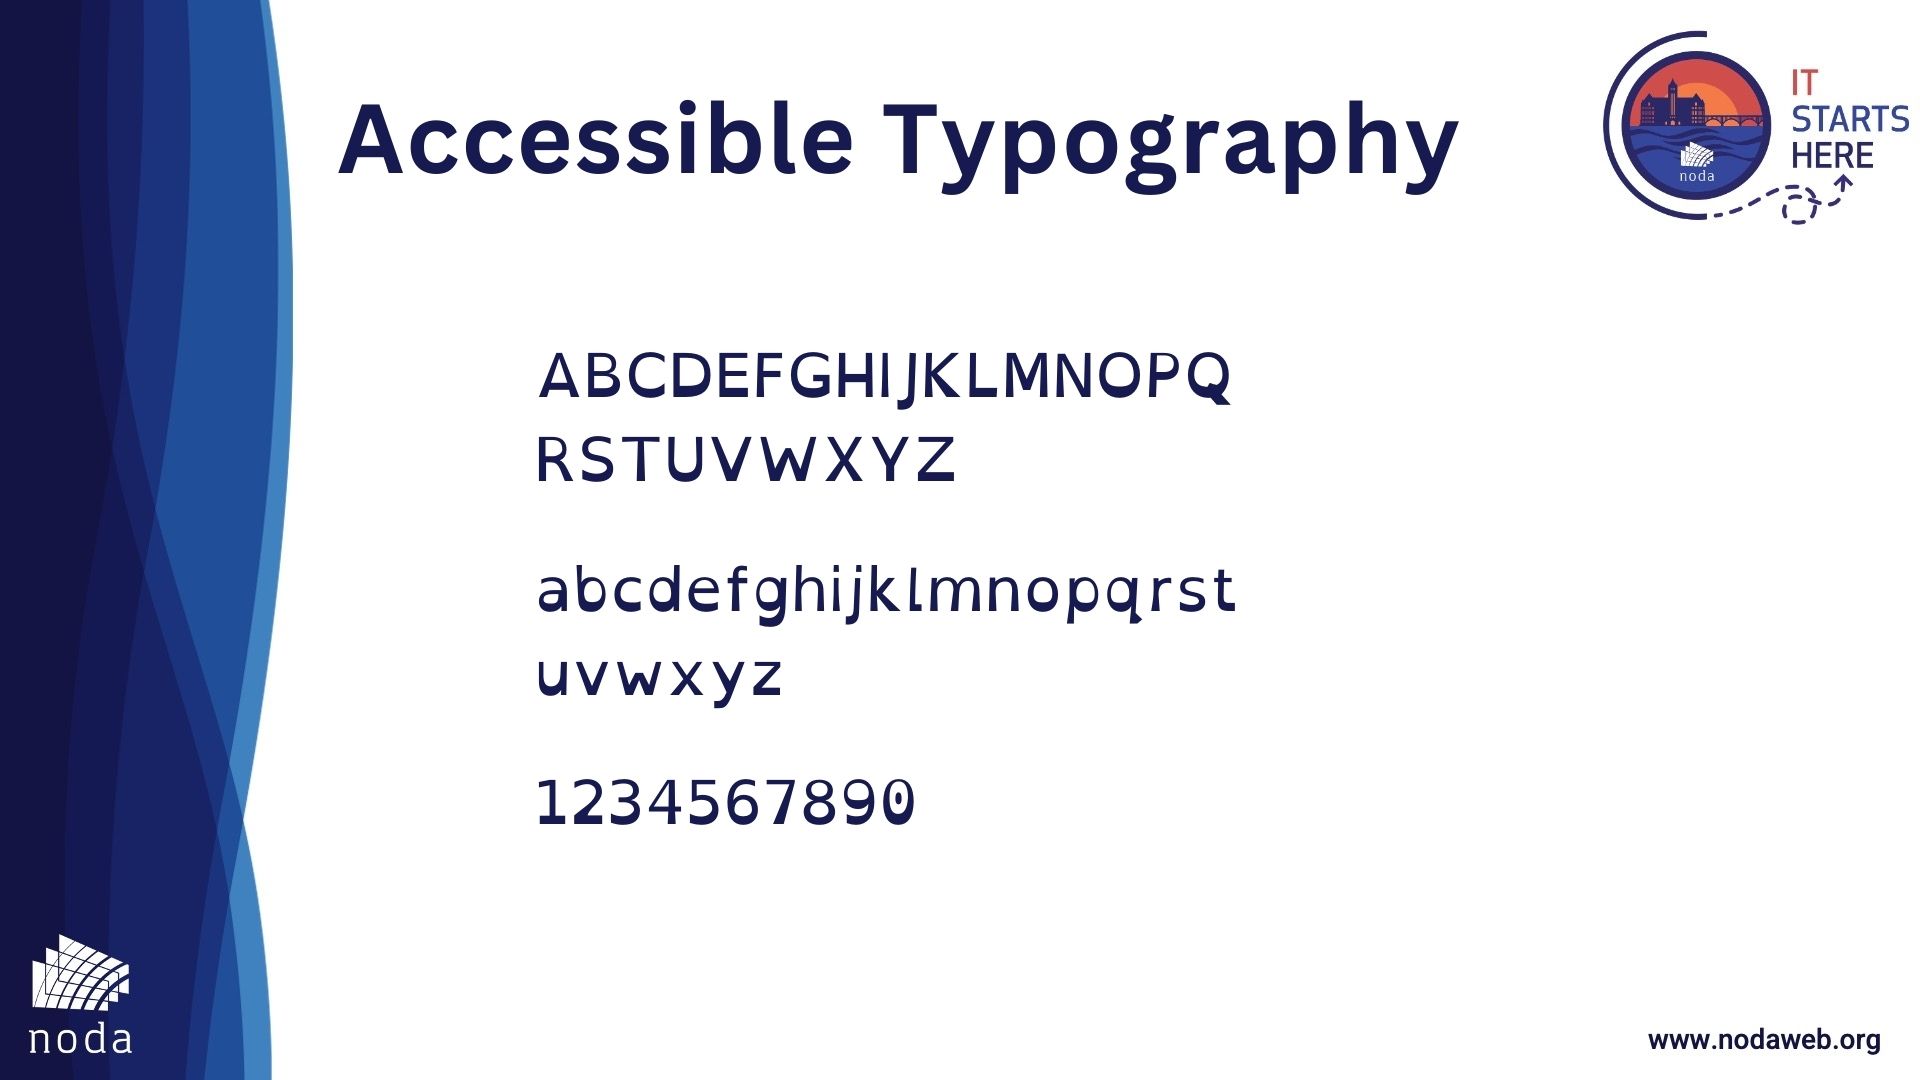 Accessible Typography
IT
STARTS
HERE
noda
ABCDEFGHIJKLMNOPQ
RSTUVWXYZ
abcdefghijklmnopqrst
uvwxyz
1234567890
noda
www.nodaweb.org